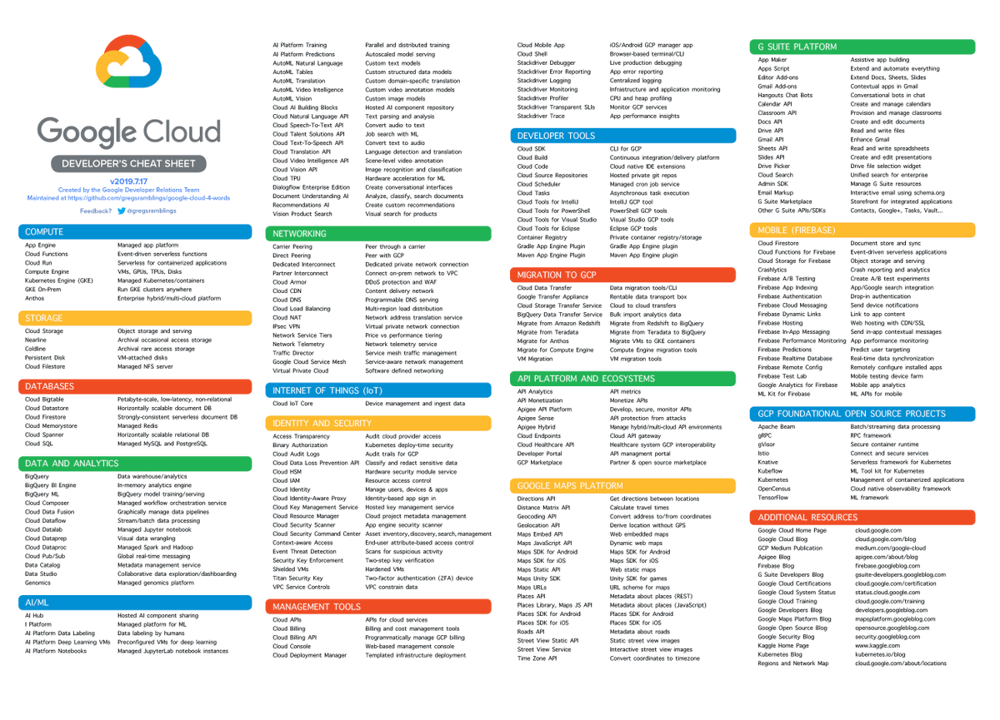 Google Cloud
DEVELOPER'S CHEAT SHEET
v2019.7.17
Created by the Google Developer Relations Team
Maintained at https://github.com/gregsramblings/google-cloud-4-words
Feedback? @gregsramblings
COMPUTE
App Engine Managed app platform
Cloud Functions Event-driven serverless functions
Cloud Run Serverless for containerized applications
Compute Engine VMs, GPUs, TPUs, Disks
Kubernetes Engine (GKE) Managed Kubernetes/containers
GKE On-Prem Run GKE clusters anywhere
Anthos Enterprise hybrid/multi-cloud platform
STORAGE
Cloud Storage Object storage and serving
Nearline Archival occasional access storage
Coldline Archival rare access storage
Persistent Disk VM-attached disks
Cloud Filestore Managed NFS server
DATABASES
Cloud Bigtable Petabyte-scale, low-latency, non-relational
Cloud Datastore Horizontally scalable document DB
Cloud Firestore Strongly-consistent serverless document DB
Cloud Memorystore Managed Redis
Cloud Spanner Horizontally scalable relational DB
Cloud SQL Managed MySQL and PostgreSQL
DATA AND ANALYTICS
BigQuery Data warehouse/analytics
BigQuery BI Engine In-memory analytics engine
BigQuery ML BigQuery model training/serving
Cloud Composer Managed workflow orchestration service
Cloud Data Fusion Graphically manage data pipelines
Cloud Dataflow Stream/batch data processing
Cloud Datalab Managed Jupyter notebook
Cloud Dataprep Visual data wrangling
Cloud Dataproc Managed Spark and Hadoop
Cloud Pub/Sub Global real-time messaging
Data Catalog Metadata management service
Data Studio Collaborative data exploration/dashboarding
Genomics Managed genomics platform
AI/ML
AI Hub Hosted AI component sharing
I Platform Managed platform for ML
AI Platform Data Labeling Data labeling by humans
AI Platform Deep Learning VMs Preconfigured VMs for deep learning
AI Platform Notebooks Managed JupyterLab notebook instances
AI Platform Training Parallel and distributed training
AI Platform Predictions Autoscaled model serving
AutoML Natural Language Custom text models
AutoML Tables Custom structured data models
AutoML Translation Custom domain-specific translation
AutoML Video Intelligence Custom video annotation models
AutoML Vision Custom image models
Cloud AI Building Blocks Hosted AI component repository
Cloud Natural Language API Text parsing and analysis
Cloud Speech-To-Text API Convert audio to text
Cloud Talent Solutions API Job search with ML
Cloud Text-To-Speech API Convert text to audio
Cloud Translation API Language detection and translation
Cloud Video Intelligence API Scene-level video annotation
Cloud Vision API Image recognition and classification
Cloud TPU Hardware acceleration for ML
Dialogflow Enterprise Edition Create conversational interfaces
Document Understanding AI Analyze, classify, search documents
Recommendations AI Create custom recommendations
Vision Product Search Visual search for products
NETWORKING
Carrier Peering Peer through a carrier
Direct Peering Peer with GCP
Dedicated Interconnect Dedicated private network connection
Partner Interconnect Connect on-prem network to VPC
Cloud Armor DDoS protection and WAF
Cloud CDN Content delivery network
Cloud DNS Programmable DNS serving
Cloud Load Balancing Multi-region load distribution
Cloud NAT Network address translation service
IPsec VPN Virtual private network connection
Network Service Tiers Price vs performance tiering
Network Telemetry Network telemetry service
Traffic Director Service mesh traffic management
Google Cloud Service Mesh Service-aware network management
Virtual Private Cloud Software defined networking
INTERNET OF THINGS (IoT)
Cloud IoT Core Device management and ingest data
IDENTITY AND SECURITY
Access Transparency Audit cloud provider access
Binary Authorization Kubernetes deploy-time security
Cloud Audit Logs Audit trails for GCP
Cloud Data Loss Prevention API Classify and redact sensitive data
Cloud HSM Hardware security module service
Cloud IAM Resource access control
Cloud Identity Manage users, devices & apps
Cloud Identity-Aware Proxy Identity-based app sign in
Cloud Key Management Service Hosted key management service
Cloud Resource Manager Cloud project metadata management
Cloud Security Scanner App engine security scanner
Cloud Security Command Center Asset inventory, discovery, search, management
Context-aware Access End-user attribute-based access control
Event Threat Detection Scans for suspicious activity
Security Key Enforcement Two-step key verification
Shielded VMs Hardened VMs
Titan Security Key Two-factor authentication (2FA) device
VPC Service Controls VPC constrain data
MANAGEMENT TOOLS
Cloud APIs APIs for cloud services
Cloud Billing Billing and cost management tools
Cloud Billing API Programmatically manage GCP billing
Cloud Console Web-based management console
Cloud Deployment Manager Templated infrastructure deployment
Cloud Mobile App iOS/Android GCP manager app
Cloud Shell Browser-based terminal/CLI
Stackdriver Debugger Live production debugging
Stackdriver Error Reporting App error reporting
Stackdriver Logging Centralized logging
Stackdriver Monitoring Infrastructure and application monitoring
Stackdriver Profiler CPU and heap profiling
Stackdriver Transparent SLIs Monitor GCP services
Stackdriver Trace App performance insights
DEVELOPER TOOLS
Cloud SDK CLI for GCP
Cloud Build Continuous integration/delivery platform
Cloud Code Cloud native IDE extensions
Cloud Source Repositories Hosted private git repos
Cloud Scheduler Managed cron job service
Cloud Tasks Asynchronous task execution
Cloud Tools for IntelliJ IntelliJ GCP tool
Cloud Tools for PowerShell PowerShell GCP tools
Cloud Tools for Visual Studio Visual Studio GCP tools
Cloud Tools for Eclipse Eclipse GCP tools
Container Registry Private container registry/storage
Gradle App Engine Plugin Gradle App Engine plugin
Maven App Engine Plugin Maven App Engine plugin
MIGRATION TO GCP
Cloud Data Transfer Data migration tools/CLI
Google Transfer Appliance Rentable data transport box
Cloud Storage Transfer Service Cloud to cloud transfers
BigQuery Data Transfer Service Bulk import analytics data
Migrate from Amazon Redshift Migrate from Redshift to BigQuery
Migrate from Teradata Migrate from Teradata to BigQuery
Migrate for Anthos Migrate VMs to GKE containers
Migrate for Compute Engine Compute Engine migration tools
VM Migration VM migration tools
API PLATFORM AND ECOSYSTEMS
API Analytics API metrics
API Monetization Monetize APIs
Apigee API Platform Develop, secure, monitor APIs
Apigee Sense API protection from attacks
Apigee Hybrid Manage hybrid/multi-cloud API environments
Cloud Endpoints Cloud API gateway
Cloud Healthcare API Healthcare system GCP interoperability
Developer Portal API managment portal
GCP Marketplace Partner & open source marketplace
GOOGLE MAPS PLATFORM
Directions API Get directions between locations
Distance Matrix API Calculate travel times
Geocoding API Convert address to/from coordinates
Geolocation API Derive location without GPS
Maps Embed API Web embedded maps
Maps JavaScript API Dynamic web maps
Maps SDK for Android Maps SDK for Android
Maps SDK for iOS Maps SDK for iOS
Maps Static API Web static maps
Maps Unity SDK Unity SDK for games
Maps URLs URL scheme for maps
Places API Metadata about places (REST)
Places Library, Maps JS API Metadata about places (JavaScript)
Places SDK for Android Places SDK for Android
Places SDK for iOS Places SDK for iOS
Roads API Metadata about roads
Street View Static API Static street view images
Street View Service Interactive street view images
Time Zone API Convert coordinates to timezone
G SUITE PLATFORM
App Maker Assistive app building
Apps Script Extend and automate everything
Editor Add-ons Extend Docs, Sheets, Slides
Gmail Add-ons Contextual apps in Gmail
Hangouts Chat Bots Conversational bots in chat
Calendar API Create and manage calendars
Classroom API Provision and manage classrooms
Docs API Create and edit documents
Drive API Read and write files
Gmail API Enhance Gmail
Sheets API Read and write spreadsheets
Slides API Create and edit presentations
Drive Picker Drive file selection widget
Cloud Search Unified search for enterprise
Admin SDK Manage G Suite resources
Email Markup Interactive email using schema.org
G Suite Marketplace Storefront for integrated applications
Other G Suite APIs/SDKs Contacts, Google+, Tasks, Vault...
MOBILE (FIREBASE)
Cloud Firestore Document store and sync
Cloud Functions for Firebase Event-driven serverless applications
Cloud Storage for Firebase Object storage and serving
Crashlytics Crash reporting and analytics
Firebase A/B Testing Create A/B test experiments
Firebase App Indexing App/Google search integration
Firebase Authentication Drop-in authentication
Firebase Cloud Messaging Send device notifications
Firebase Dynamic Links Link to app content
Firebase Hosting Web hosting with CDN/SSL
Firebase In-App Messaging Send in-app contextual messages
Firebase Performance Monitoring App performance monitoring
Firebase Predictions Predict user targeting
Firebase Realtime Database Real-time data synchronization
Firebase Remote Config Remotely configure installed apps
Firebase Test Lab Mobile testing device farm
Google Analytics for Firebase Mobile app analytics
ML Kit for Firebase ML APIs for mobile
GCP FOUNDATIONAL OPEN SOURCE PROJECTS
Apache Beam Batch/streaming data processing
gRPC RPC framework
gVisor Secure container runtime
Istio Connect and secure services
Knative Serverless framework for Kubernetes
Kubeflow ML Tool kit for Kubernetes
Kubernetes Management of containerized applications
OpenCensus Cloud native observability framework
TensorFlow ML framework
ADDITIONAL RESOURCES
Google Cloud Home Page cloud.google.com
Google Cloud Blog cloud.google.com/blog
GCP Medium Publication medium.com/google-cloud
Apigee Blog apigee.com/about/blog
Firebase Blog firebase.googleblog.com
G Suite Developers Blog gsuite-developers.googleblog.com
Google Cloud Certifications cloud.google.com/certification
Google Cloud System Status status.cloud.google.com
Google Cloud Training cloud.google.com/training
Google Developers Blog developers.googleblog.com
Google Maps Platform Blog mapsplatform.googleblog.com
Google Open Source Blog opensource.googleblog.com
Google Security Blog security.googleblog.com
Kaggle Home Page www.kaggle.com
Kubernetes Blog kubernetes.io/blog
Regions and Network Map cloud.google.com/about/locations